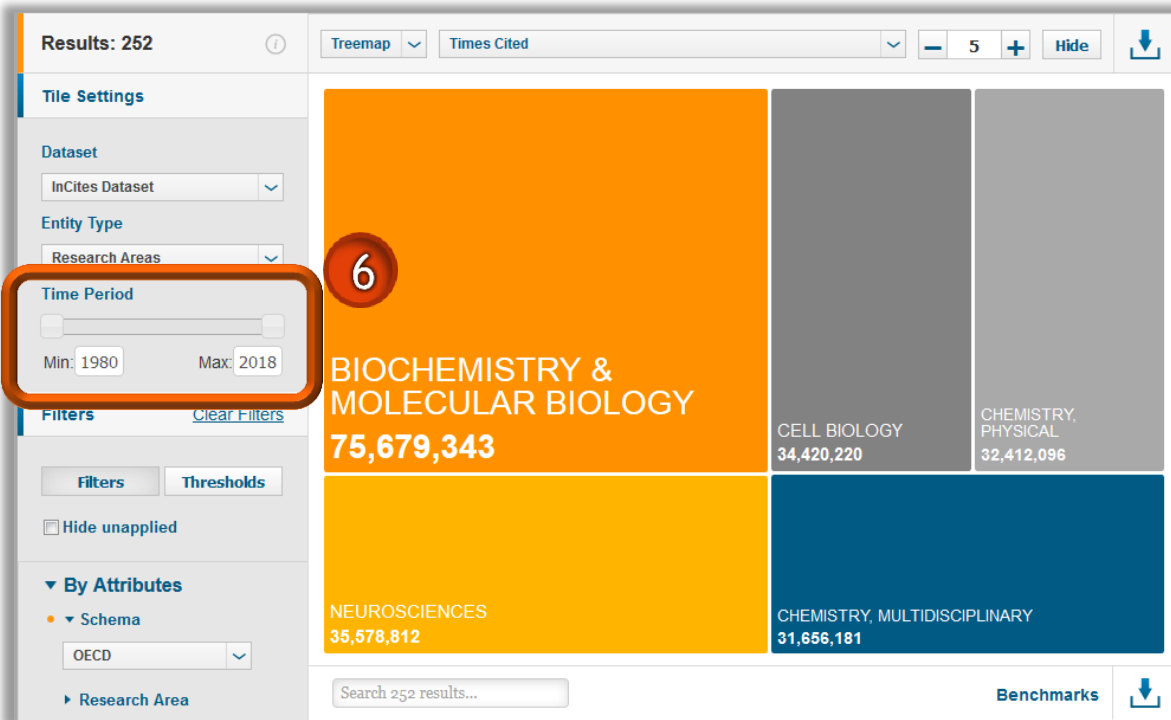 Results: 252
Treemap
Times Cited
5
Hide
Tile Settings
Dataset
InCites Dataset
Entity Type
Research Areas
Time Period
Min: 1980 Max: 2018
6
Filters Clear Filters
Filters Thresholds
Hide unapplied
By Attributes
Schema
OECD
Research Area
BIOCHEMISTRY &
MOLECULAR BIOLOGY
75,679,343
CELL BIOLOGY
34,420,220
CHEMISTRY,
PHYSICAL
32,412,096
NEUROSCIENCES
35,578,812
CHEMISTRY, MULTIDISCIPLINARY
31,656,181
Search 252 results...
Benchmarks